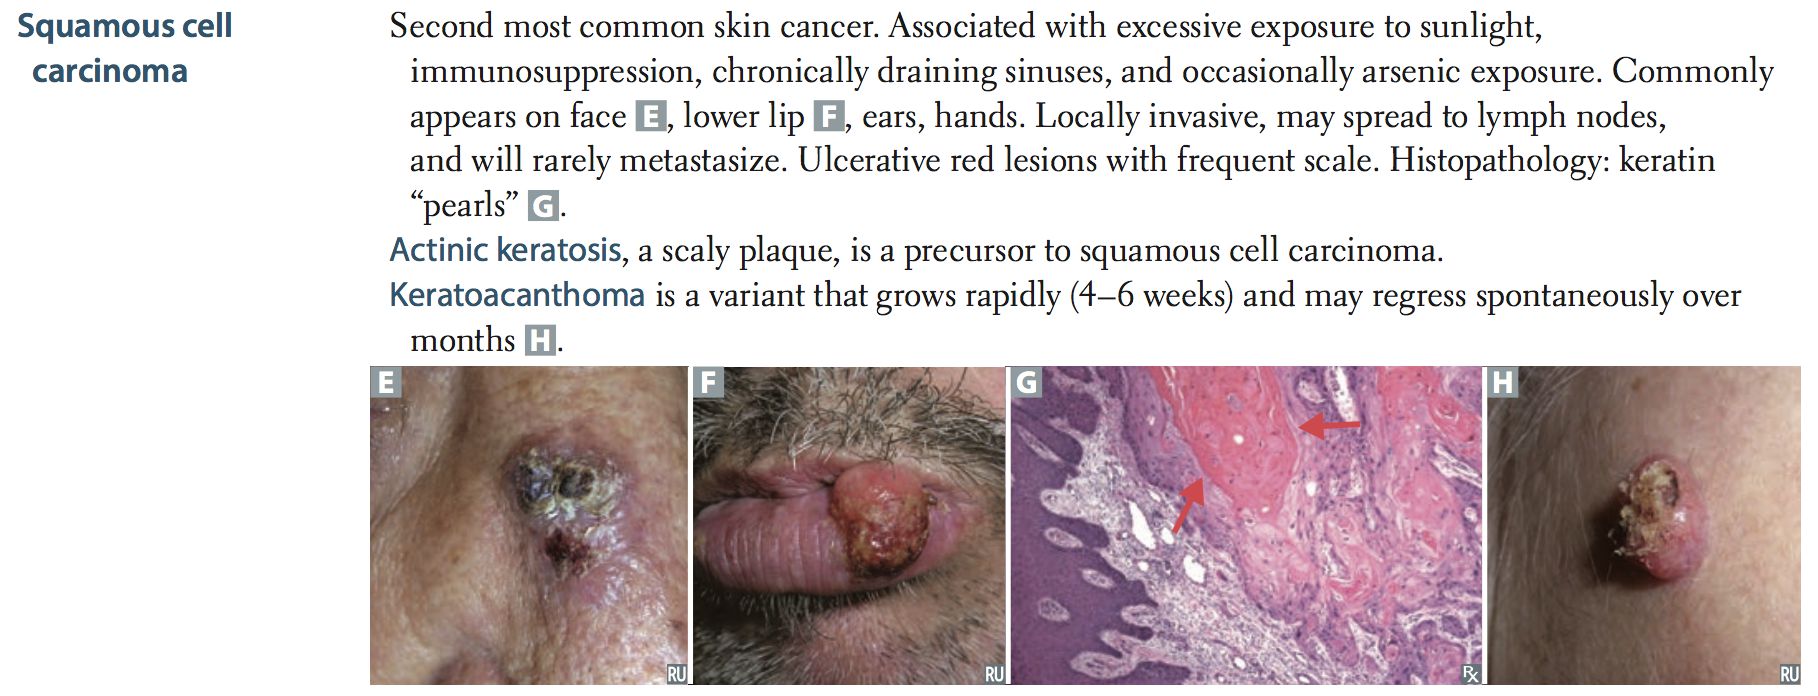 Squamous cell
carcinoma
Second most common skin cancer. Associated with excessive exposure to sunlight,
immunosuppression, chronically draining sinuses, and occasionally arsenic exposure. Commonly
appears on face E, lower lip F, ears, hands. Locally invasive, may spread to lymph nodes,
and will rarely metastasize. Ulcerative red lesions with frequent scale. Histopathology: keratin
“pearls” G.
Actinic keratosis, a scaly plaque, is a precursor to squamous cell carcinoma.
Keratoacanthoma is a variant that grows rapidly (4–6 weeks) and may regress spontaneously over
months H.
E F G H
RU RU ℞ RU